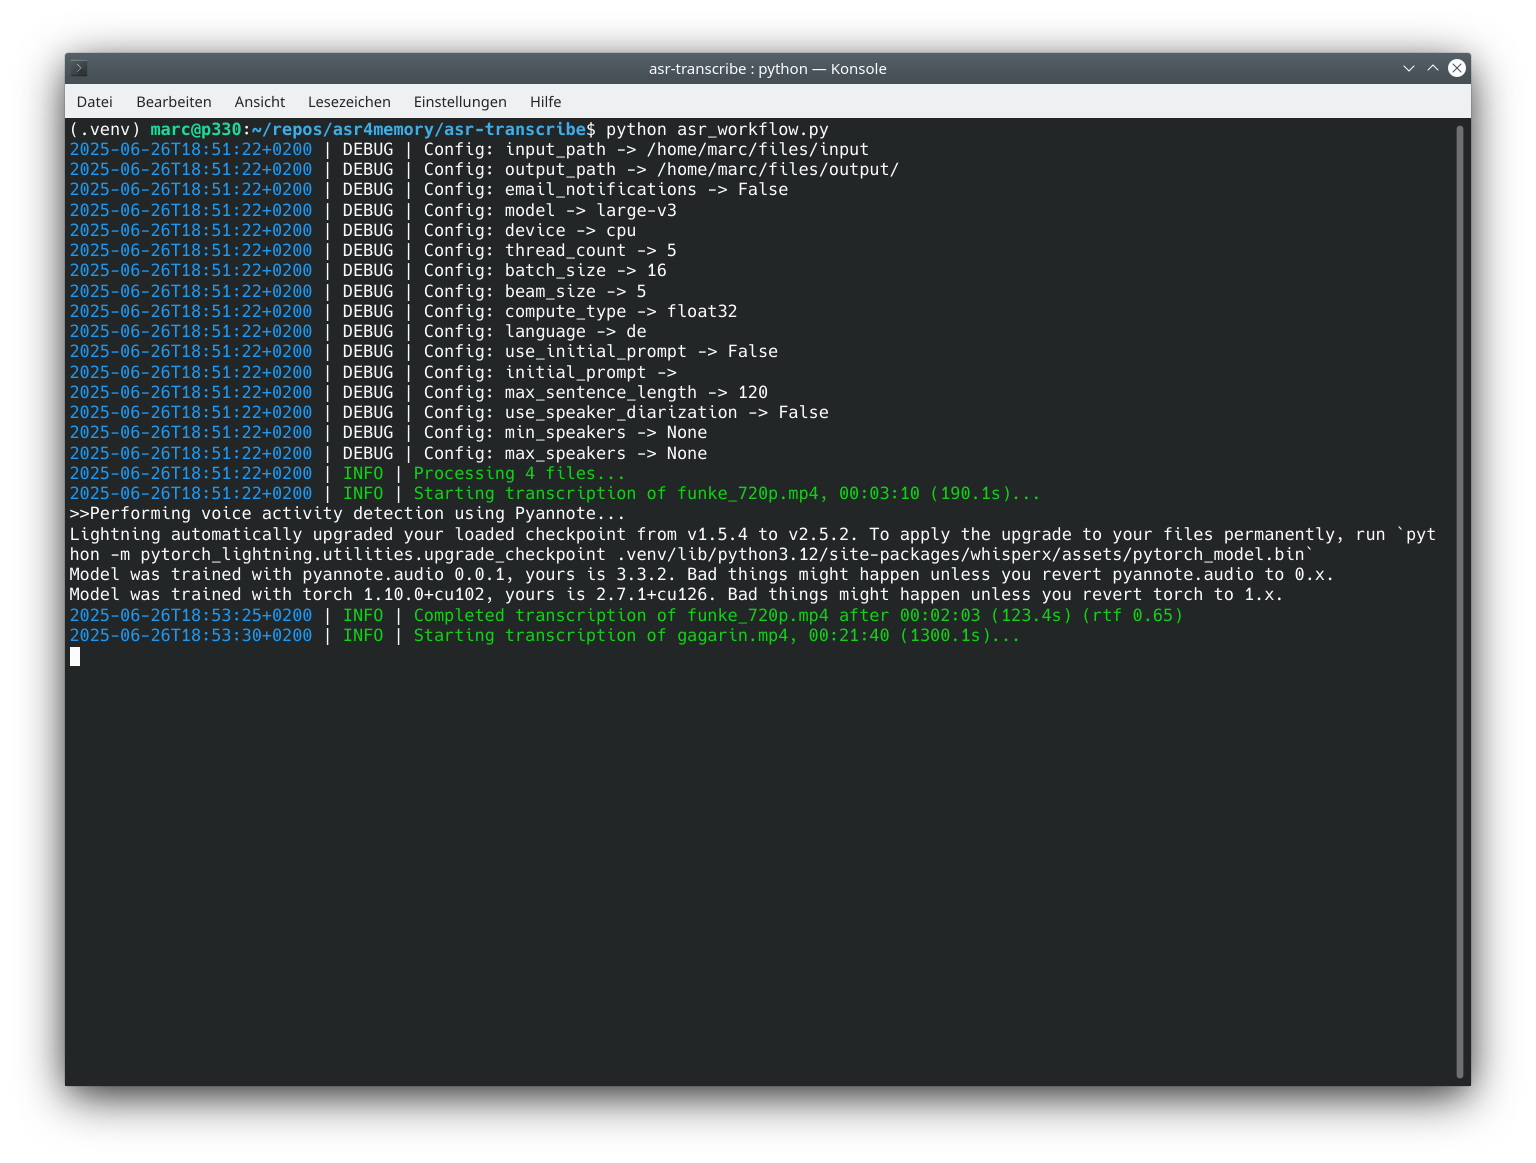 asr-transcribe : python — Konsole
Datei Bearbeiten Ansicht Lesezeichen Einstellungen Hilfe
(.venv) marc@p330:~/repos/asr4memory/asr-transcribe$ python asr_workflow.py
2025-06-26T18:51:22+0200 | DEBUG | Config: input_path -> /home/marc/files/input
2025-06-26T18:51:22+0200 | DEBUG | Config: output_path -> /home/marc/files/output/
2025-06-26T18:51:22+0200 | DEBUG | Config: email_notifications -> False
2025-06-26T18:51:22+0200 | DEBUG | Config: model -> large-v3
2025-06-26T18:51:22+0200 | DEBUG | Config: device -> cpu
2025-06-26T18:51:22+0200 | DEBUG | Config: thread_count -> 5
2025-06-26T18:51:22+0200 | DEBUG | Config: batch_size -> 16
2025-06-26T18:51:22+0200 | DEBUG | Config: beam_size -> 5
2025-06-26T18:51:22+0200 | DEBUG | Config: compute_type -> float32
2025-06-26T18:51:22+0200 | DEBUG | Config: language -> de
2025-06-26T18:51:22+0200 | DEBUG | Config: use_initial_prompt -> False
2025-06-26T18:51:22+0200 | DEBUG | Config: initial_prompt ->
2025-06-26T18:51:22+0200 | DEBUG | Config: max_sentence_length -> 120
2025-06-26T18:51:22+0200 | DEBUG | Config: use_speaker_diarization -> False
2025-06-26T18:51:22+0200 | DEBUG | Config: min_speakers -> None
2025-06-26T18:51:22+0200 | DEBUG | Config: max_speakers -> None
2025-06-26T18:51:22+0200 | INFO | Processing 4 files...
2025-06-26T18:51:22+0200 | INFO | Starting transcription of funke_720p.mp4, 00:03:10 (190.1s)...
>>Performing voice activity detection using Pyannote...
Lightning automatically upgraded your loaded checkpoint from v1.5.4 to v2.5.2. To apply the upgrade to your files permanently, run `pyt
hon -m pytorch_lightning.utilities.upgrade_checkpoint .venv/lib/python3.12/site-packages/whisperx/assets/pytorch_model.bin`
Model was trained with pyannote.audio 0.0.1, yours is 3.3.2. Bad things might happen unless you revert pyannote.audio to 0.x.
Model was trained with torch 1.10.0+cu102, yours is 2.7.1+cu126. Bad things might happen unless you revert torch to 1.x.
2025-06-26T18:53:25+0200 | INFO | Completed transcription of funke_720p.mp4 after 00:02:03 (123.4s) (rtf 0.65)
2025-06-26T18:53:30+0200 | INFO | Starting transcription of gagarin.mp4, 00:21:40 (1300.1s)...